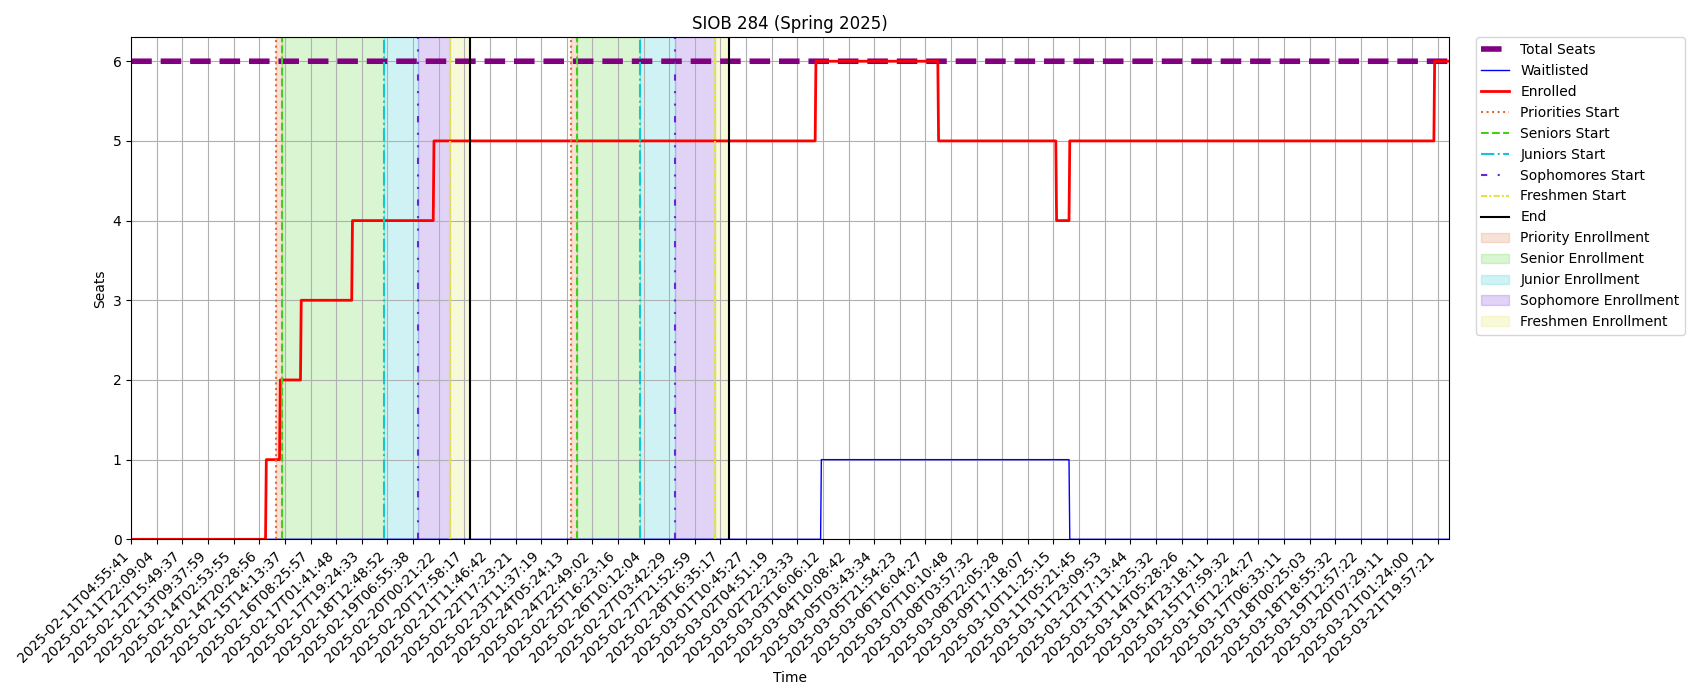 SIOB 284 (Spring 2025)
Total Seats
Waitlisted
Enrolled
Priorities Start
Seniors Start
Juniors Start
Sophomores Start
Freshmen Start
End
Priority Enrollment
Senior Enrollment
Junior Enrollment
Sophomore Enrollment
Freshmen Enrollment
Seats
6
5
4
3
2
1
0
2025-02-11T04:55:41
2025-02-11T22:09:04
2025-02-12T15:49:37
2025-02-13T09:37:59
2025-02-14T02:53:55
2025-02-14T20:28:56
2025-02-15T14:13:37
2025-02-16T08:25:57
2025-02-17T01:41:48
2025-02-17T19:24:33
2025-02-18T12:48:52
2025-02-19T06:55:38
2025-02-20T00:21:22
2025-02-20T17:58:17
2025-02-21T11:46:42
2025-02-22T17:23:21
2025-02-23T11:37:19
2025-02-24T05:24:13
2025-02-24T22:49:02
2025-02-25T16:23:16
2025-02-26T10:12:04
2025-02-27T03:42:29
2025-02-27T21:52:59
2025-02-28T16:35:17
2025-03-01T10:45:27
2025-03-02T04:51:19
2025-03-02T22:23:33
2025-03-03T16:06:12
2025-03-04T10:08:42
2025-03-05T03:43:34
2025-03-05T21:54:23
2025-03-06T16:04:27
2025-03-07T10:10:48
2025-03-08T03:57:32
2025-03-08T22:05:28
2025-03-09T17:18:07
2025-03-10T11:25:15
2025-03-11T05:21:45
2025-03-11T23:09:53
2025-03-12T17:13:44
2025-03-13T11:25:32
2025-03-14T05:28:26
2025-03-14T23:18:11
2025-03-15T17:59:32
2025-03-16T12:24:27
2025-03-17T06:33:11
2025-03-18T00:25:03
2025-03-18T18:55:32
2025-03-19T12:57:22
2025-03-20T07:29:11
2025-03-21T01:24:00
2025-03-21T19:57:21
Time